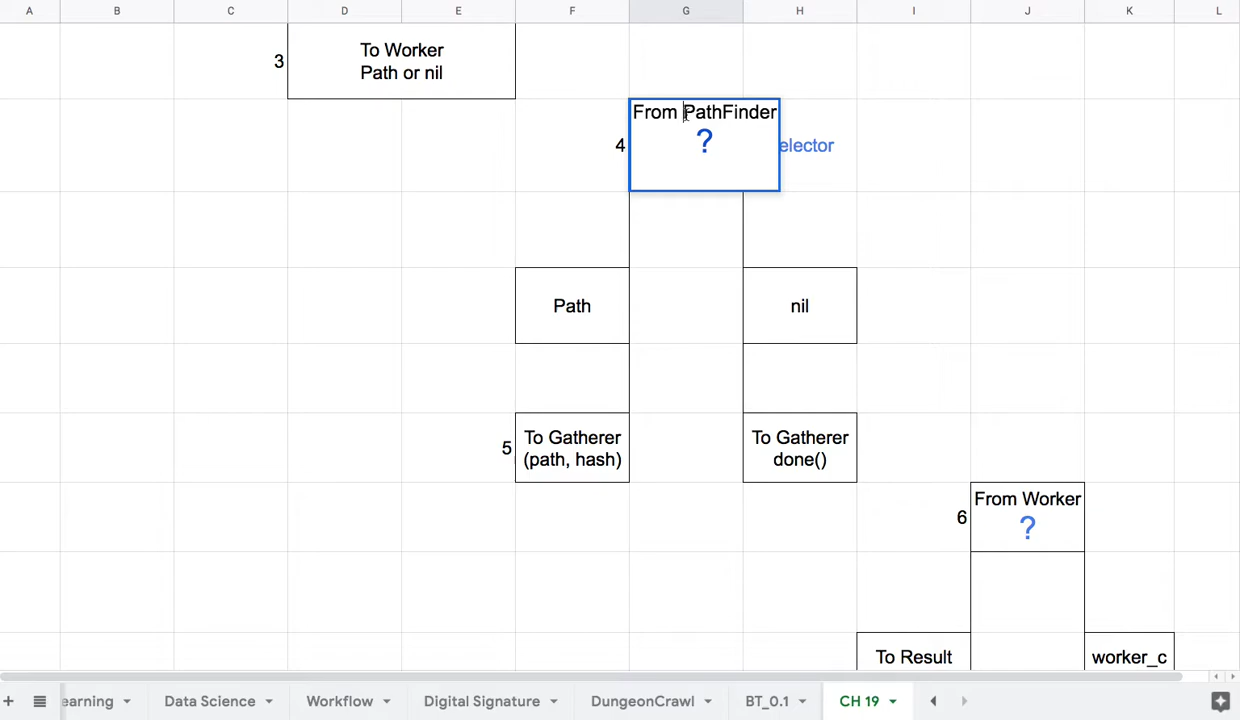 A B C D E F G H I J K L
3
To Worker
Path or nil
4
From PathFinder
?
elector
Path
nil
5
To Gatherer
(path, hash)
To Gatherer
done()
6
From Worker
?
To Result
worker_c
earning Data Science Workflow Digital Signature DungeonCrawl BT_0.1 CH 19